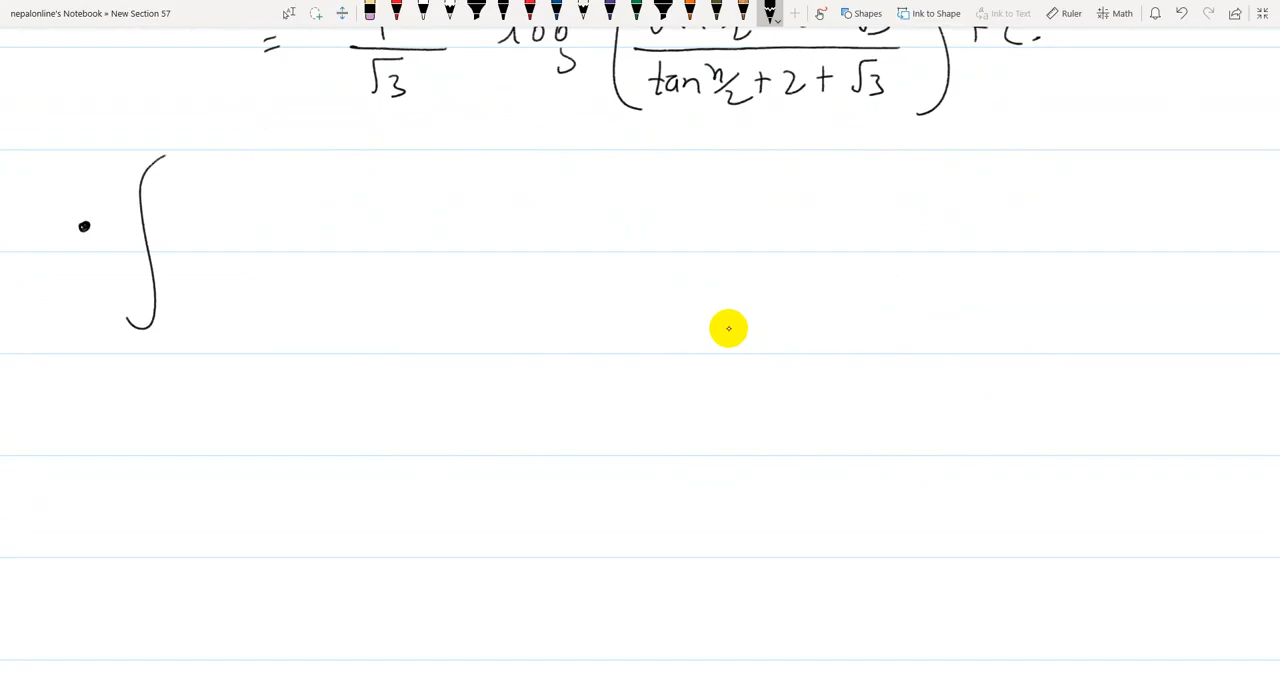 nepalonline's Notebook » New Section 57
Shapes Ink to Shape Ink to Text Ruler Math
= 1/√3 log ( / tan x/2 + 2 + √3 ) + C.
• ∫